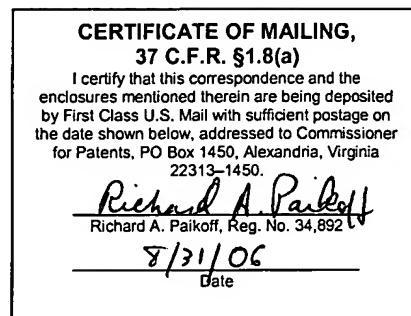 CERTIFICATE OF MAILING,
37 C.F.R. §1.8(a)
I certify that this correspondence and the
enclosures mentioned therein are being deposited
by First Class U.S. Mail with sufficient postage on
the date shown below, addressed to Commissioner
for Patents, PO Box 1450, Alexandria, Virginia
22313–1450.
Richard A. Paikoff
Richard A. Paikoff, Reg. No. 34,892
8/31/06
Date